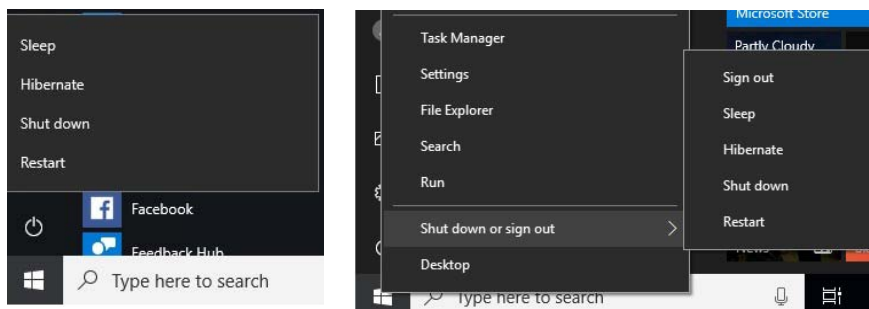 Sleep
Hibernate
Shut down
Restart
Facebook
Feedback Hub
Type here to search
Task Manager
Settings
File Explorer
Search
Run
Shut down or sign out
Desktop
Type here to search
Microsoft Store
Partly Cloudy
Sign out
Sleep
Hibernate
Shut down
Restart
News